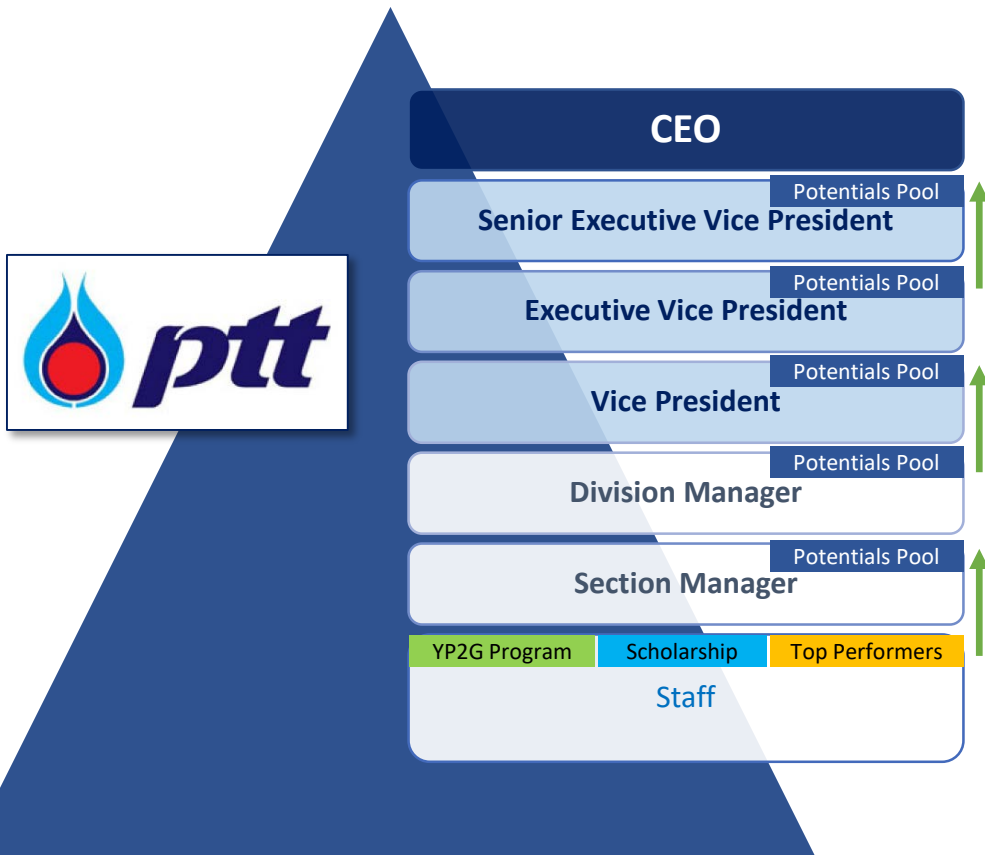 CEO
Potentials Pool
Senior Executive Vice President
Potentials Pool
Executive Vice President
ptt
Potentials Pool
Vice President
Potentials Pool
Division Manager
Potentials Pool
Section Manager
YP2G Program Scholarship Top Performers
Staff